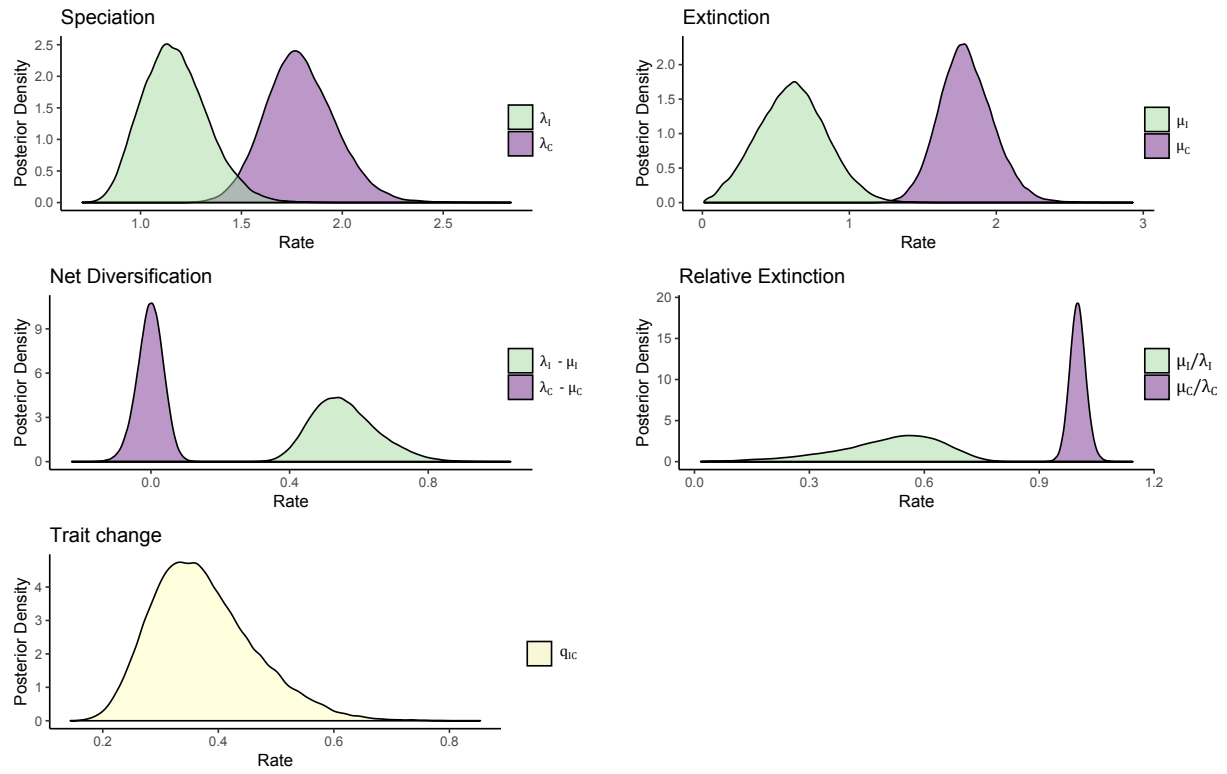 Speciation
Posterior Density
2.5
2.0
1.5
1.0
0.5
0.0
1.0 1.5 2.0 2.5
Rate
λI
λC
Extinction
Posterior Density
2.0
1.5
1.0
0.5
0.0
0 1 2 3
Rate
μI
μC
Net Diversification
Posterior Density
9
6
3
0
0.0 0.4 0.8
Rate
λI - μI
λC - μC
Relative Extinction
Posterior Density
20
15
10
5
0
0.0 0.3 0.6 0.9 1.2
Rate
μI/λI
μC/λC
Trait change
Posterior Density
4
3
2
1
0
0.2 0.4 0.6 0.8
Rate
qIC